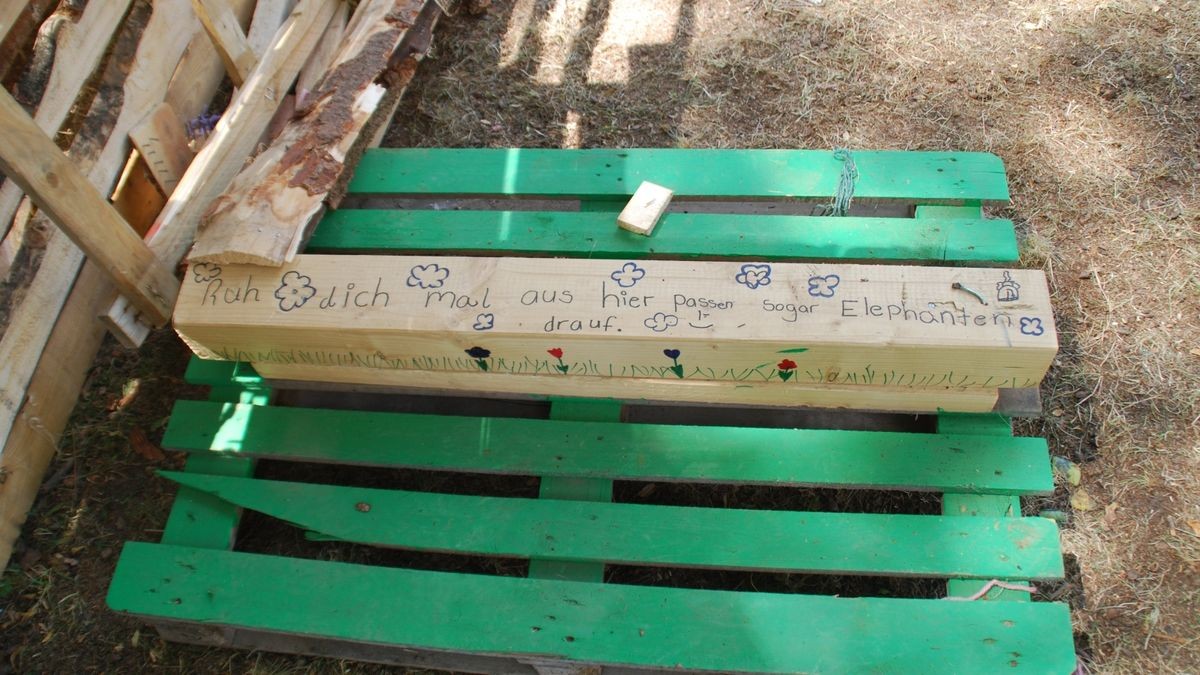 Ruh dich mal aus hier passen sogar Elephanten
drauf.